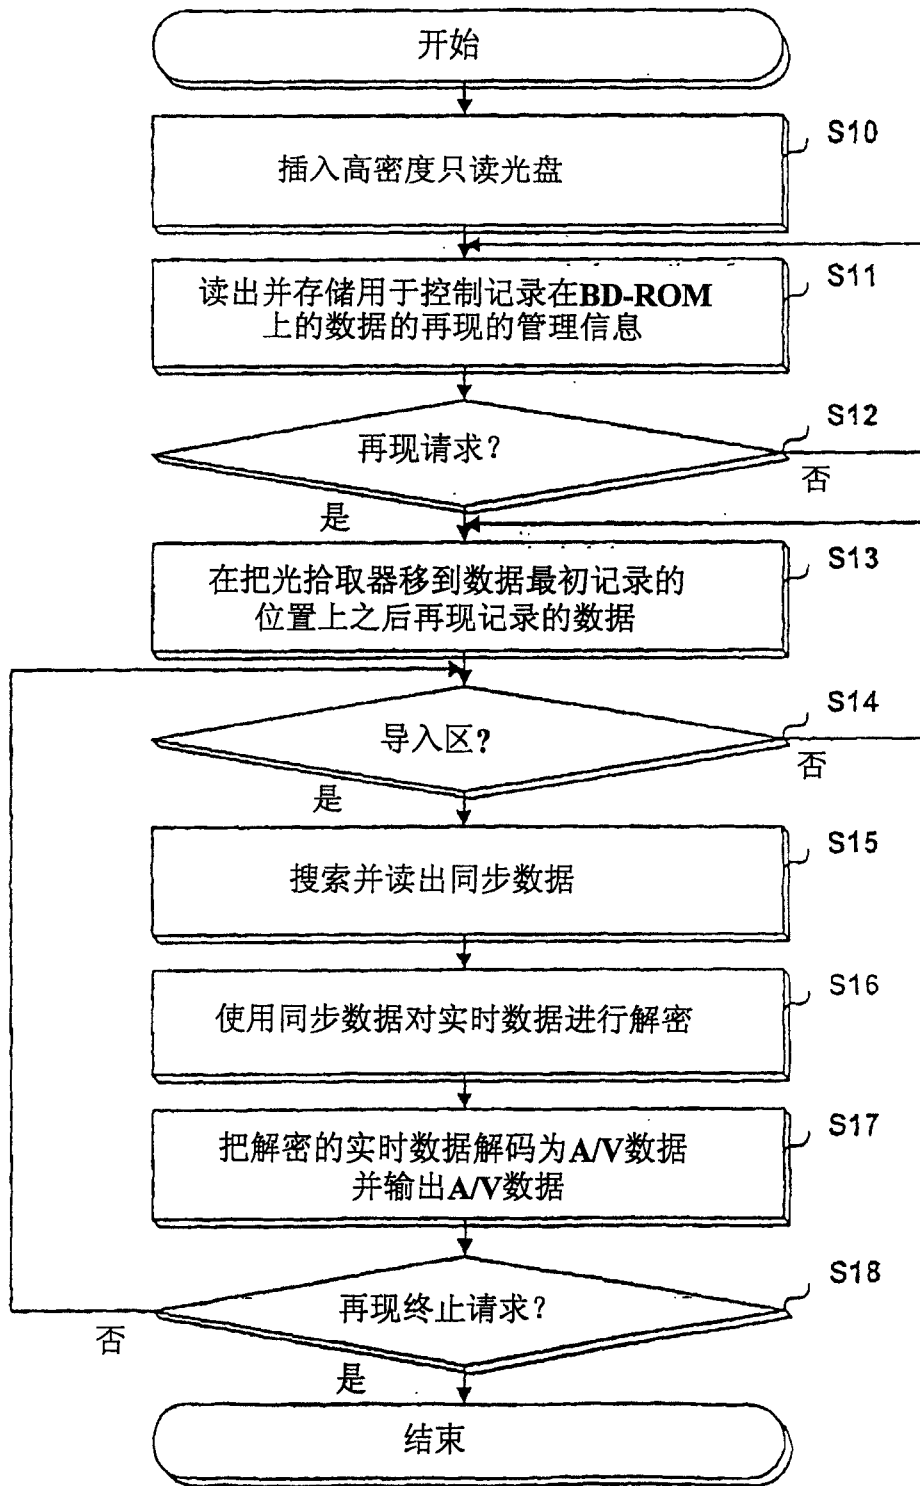 开始
S10
插入高密度只读光盘
S11
读出并存储用于控制记录在BD-ROM
上的数据的再现的管理信息
S12
再现请求?
否
是
S13
在把光拾取器移到数据最初记录的
位置上之后再现记录的数据
S14
导入区?
否
是
S15
搜索并读出同步数据
S16
使用同步数据对实时数据进行解密
S17
把解密的实时数据解码为A/V数据
并输出A/V数据
S18
再现终止请求?
否
是
结束